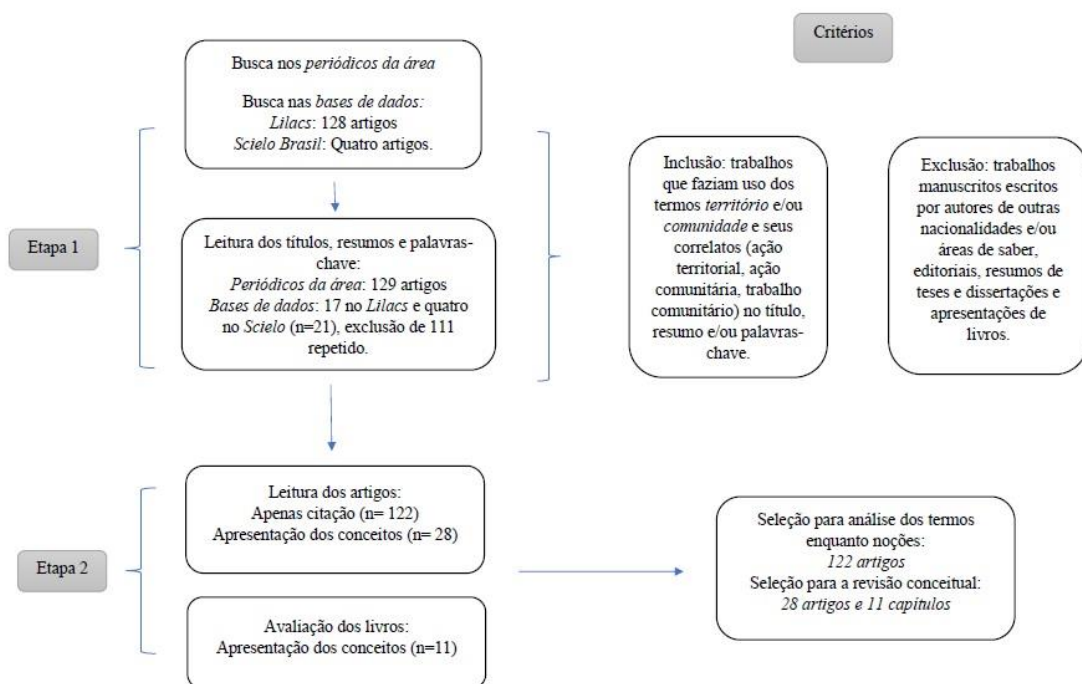 Critérios
Busca nos periódicos da área
Busca nas bases de dados:
Lilacs: 128 artigos
Scielo Brasil: Quatro artigos.
Etapa 1
Leitura dos títulos, resumos e palavras-
chave:
Periódicos da área: 129 artigos
Bases de dados: 17 no Lilacs e quatro
no Scielo (n=21), exclusão de 111
repetido.
Inclusão: trabalhos
que faziam uso dos
termos território e/ou
comunidade e seus
correlatos (ação
territorial, ação
comunitária, trabalho
comunitário) no título,
resumo e/ou palavras-
chave.
Exclusão: trabalhos
manuscritos escritos
por autores de outras
nacionalidades e/ou
áreas de saber,
editoriais, resumos de
teses e dissertações e
apresentações de
livros.
Etapa 2
Leitura dos artigos:
Apenas citação (n= 122)
Apresentação dos conceitos (n= 28)
Avaliação dos livros:
Apresentação dos conceitos (n=11)
Seleção para análise dos termos
enquanto noções:
122 artigos
Seleção para a revisão conceitual:
28 artigos e 11 capítulos